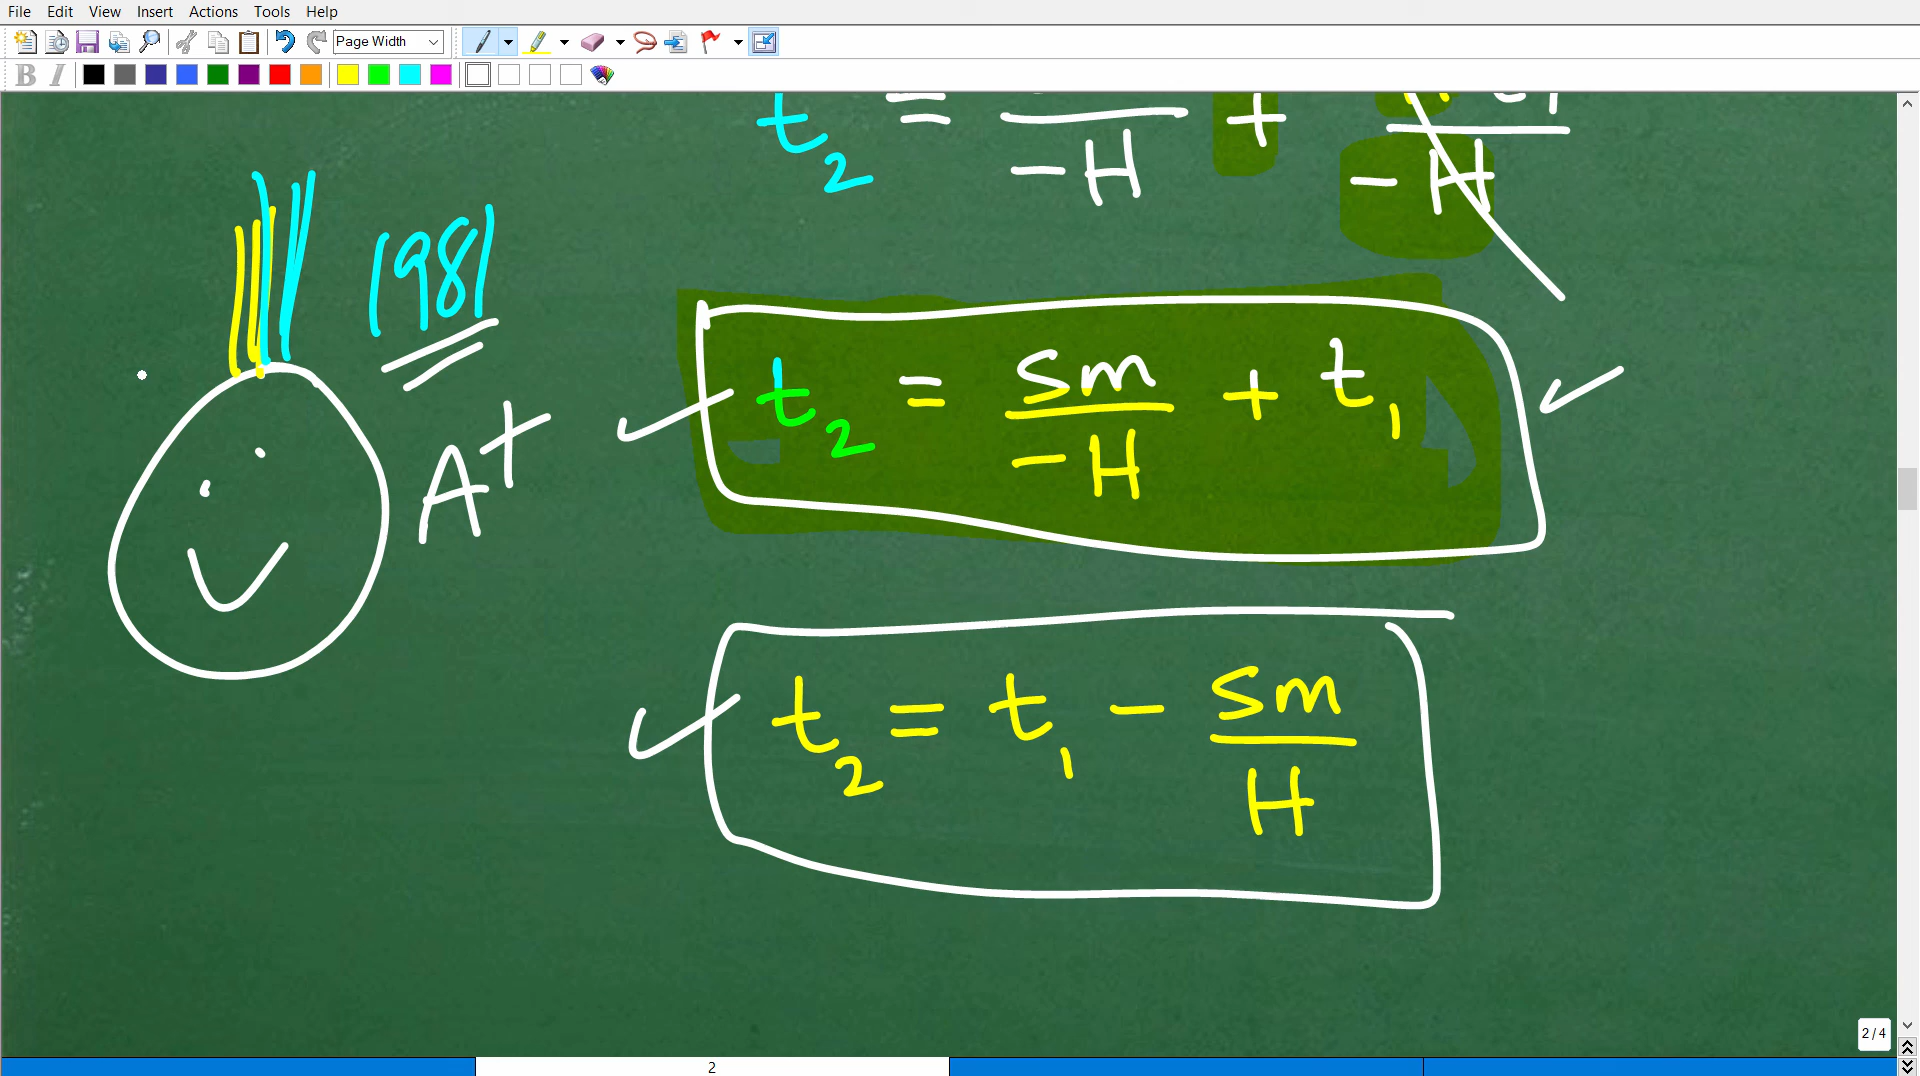 File Edit View Insert Actions Tools Help
Page Width
B I
t2 = — + 
-H -H
1981
t2 = sm/-H + t1
A+
t2 = t1 - sm/H
2/4
2